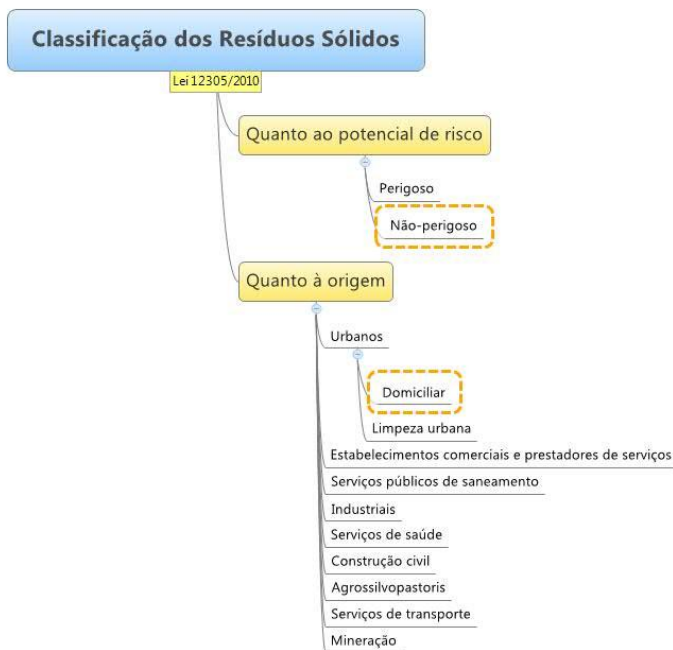 Classificação dos Resíduos Sólidos
Lei 12305/2010
Quanto ao potencial de risco
Perigoso
Não-perigoso
Quanto à origem
Urbanos
Domiciliar
Limpeza urbana
Estabelecimentos comerciais e prestadores de serviços
Serviços públicos de saneamento
Industriais
Serviços de saúde
Construção civil
Agrossilvopastoris
Serviços de transporte
Mineração